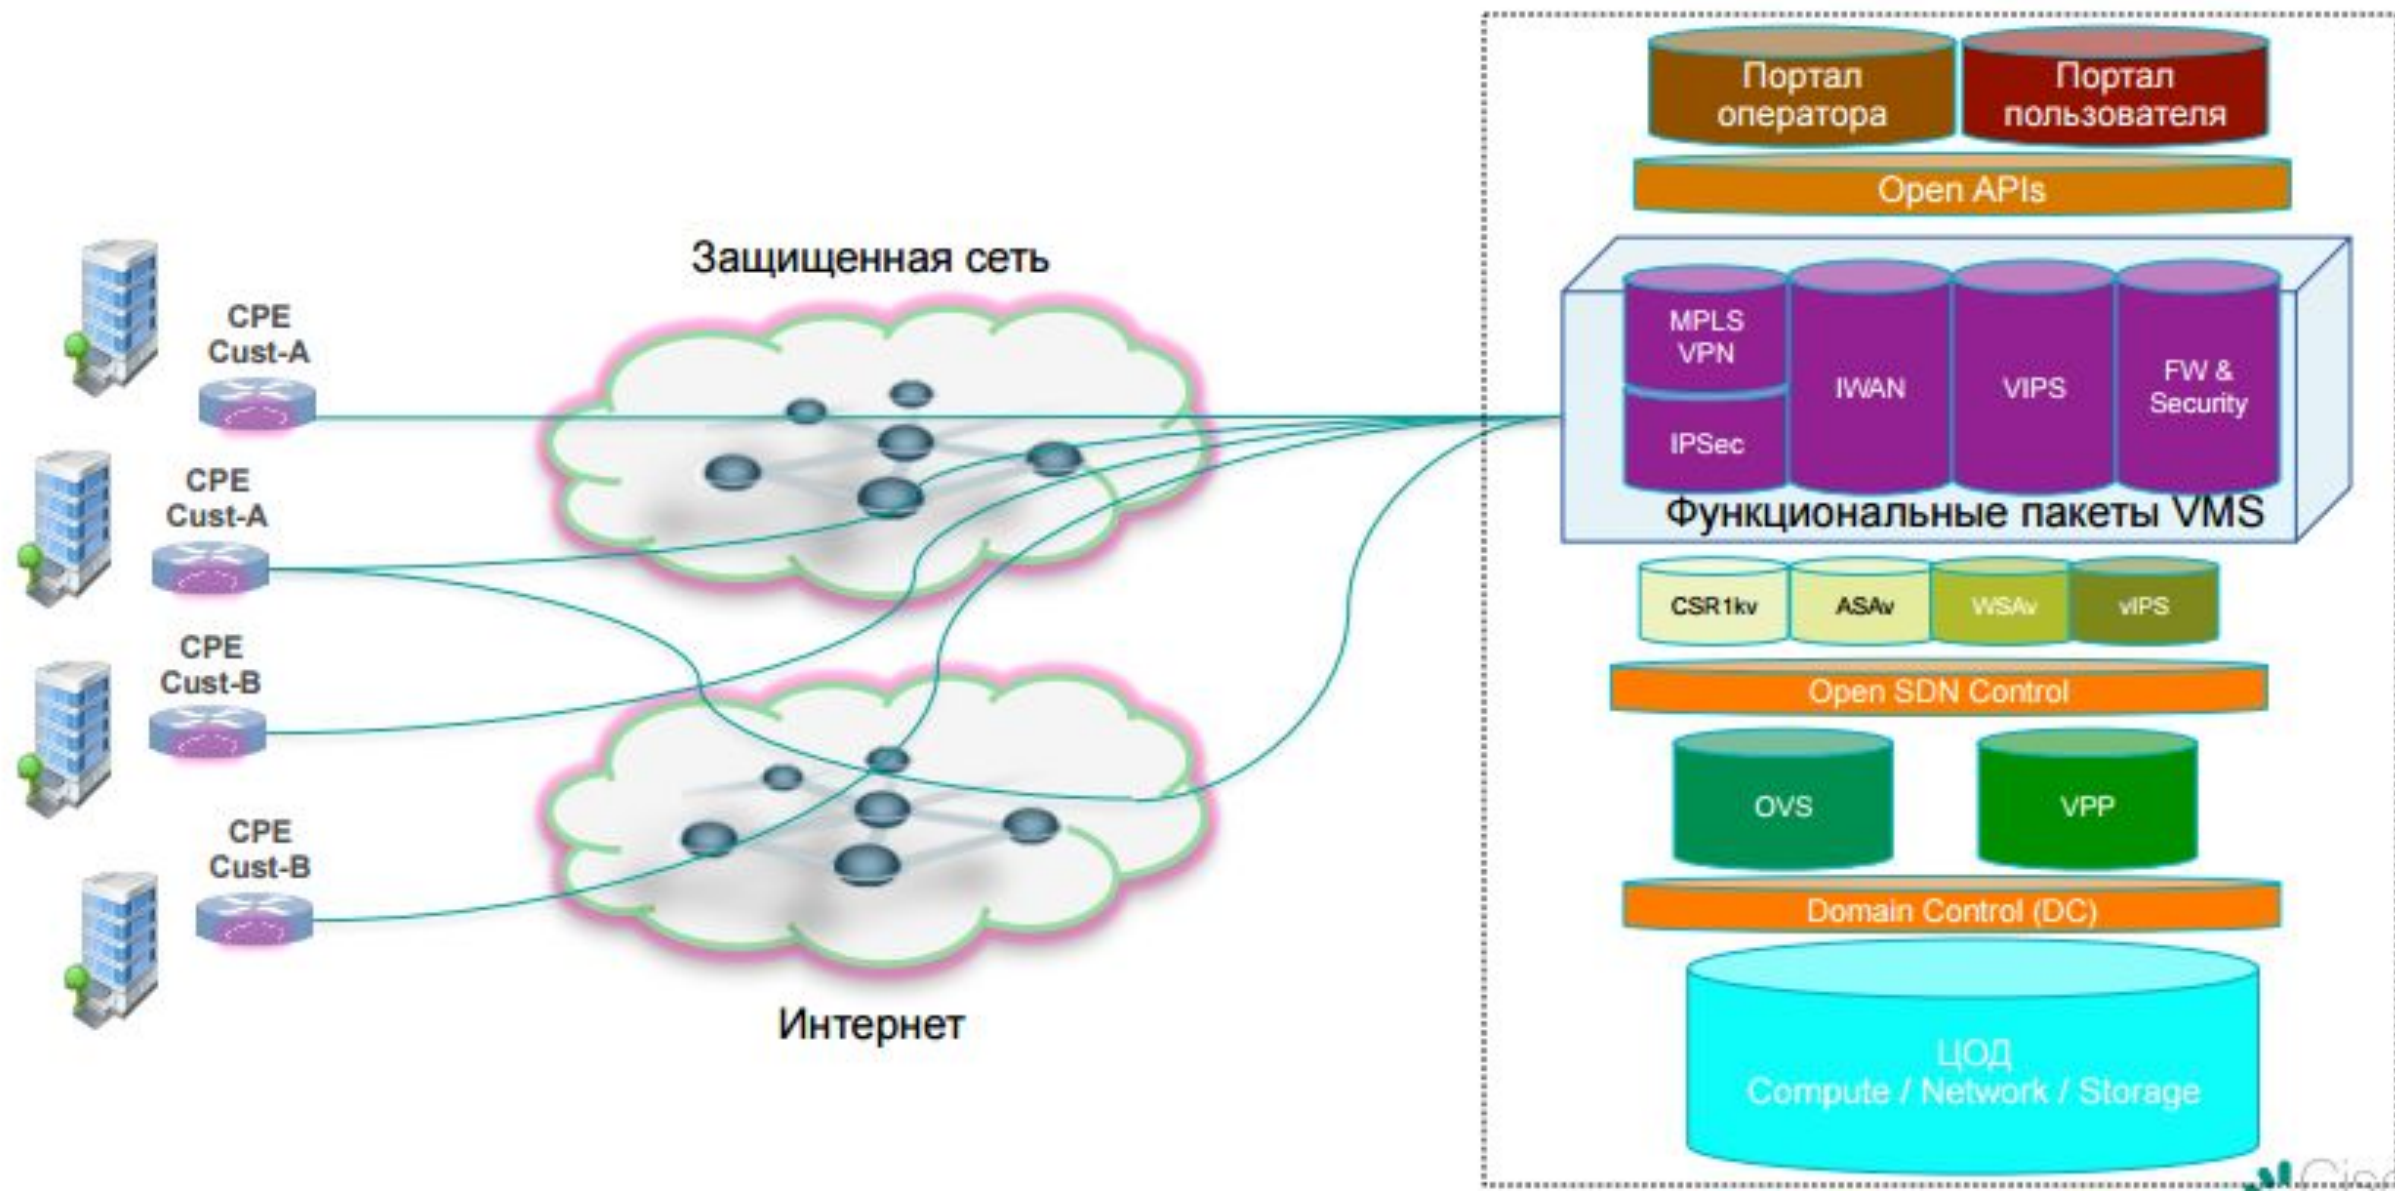 Портал
оператора
Портал
пользователя
Open APIs
Защищенная сеть
CPE
Cust-A
CPE
Cust-A
CPE
Cust-B
CPE
Cust-B
Интернет
MPLS
VPN
IPSec
IWAN
VIPS
FW &
Security
Функциональные пакеты VMS
CSR1kv
ASAv
WSAv
vIPS
Open SDN Control
OVS
VPP
Domain Control (DC)
ЦОД
Compute / Network / Storage